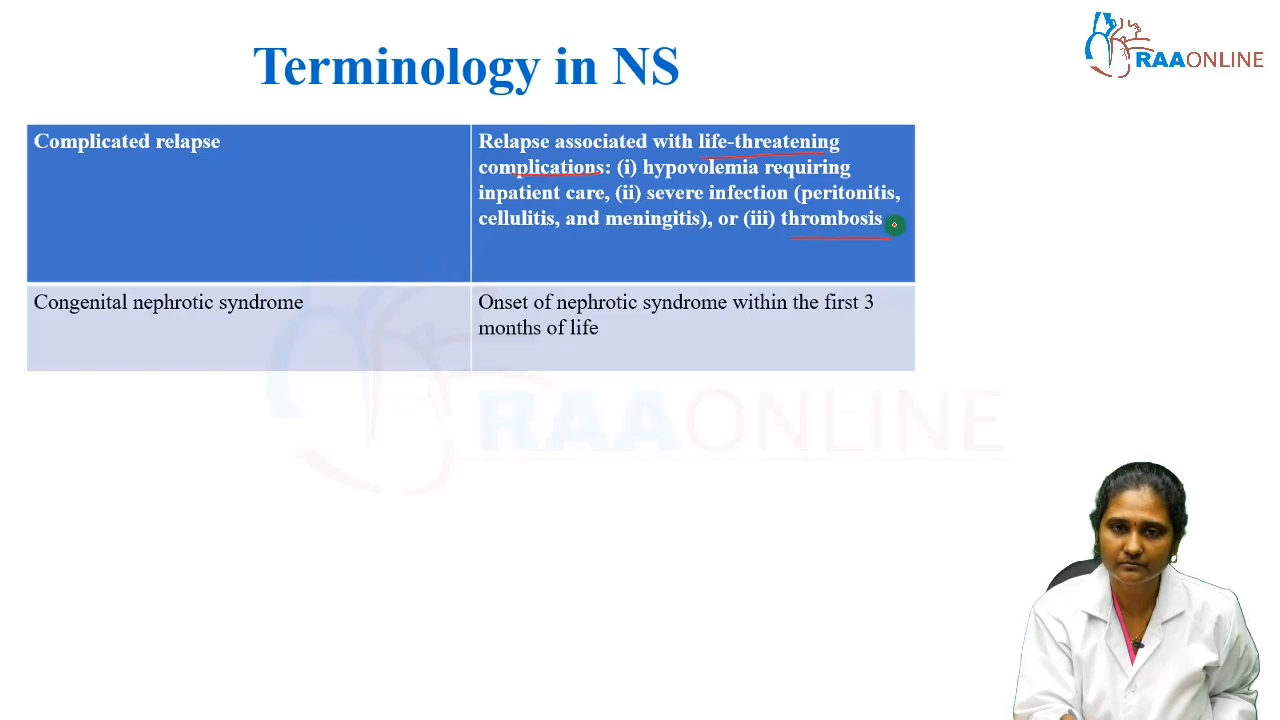 RAAONLINE
Terminology in NS
Complicated relapse
Relapse associated with life-threatening
complications: (i) hypovolemia requiring
inpatient care, (ii) severe infection (peritonitis,
cellulitis, and meningitis), or (iii) thrombosis
Congenital nephrotic syndrome
Onset of nephrotic syndrome within the first 3
months of life
RAAONLINE